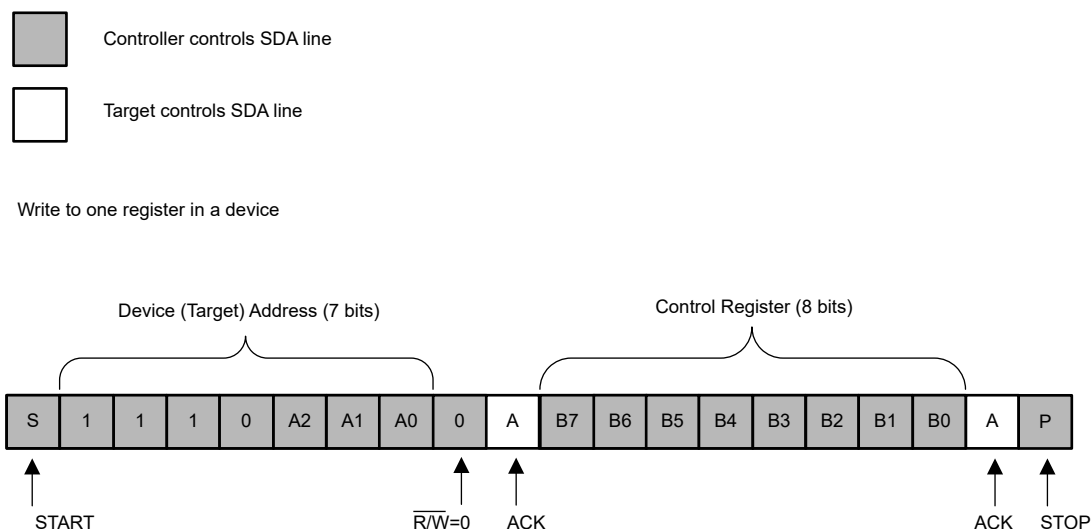 Controller controls SDA line
Target controls SDA line
Write to one register in a device
Device (Target) Address (7 bits)
Control Register (8 bits)
S 1 1 1 0 A2 A1 A0 0 A B7 B6 B5 B4 B3 B2 B1 B0 A P
START R/W=0 ACK ACK STOP